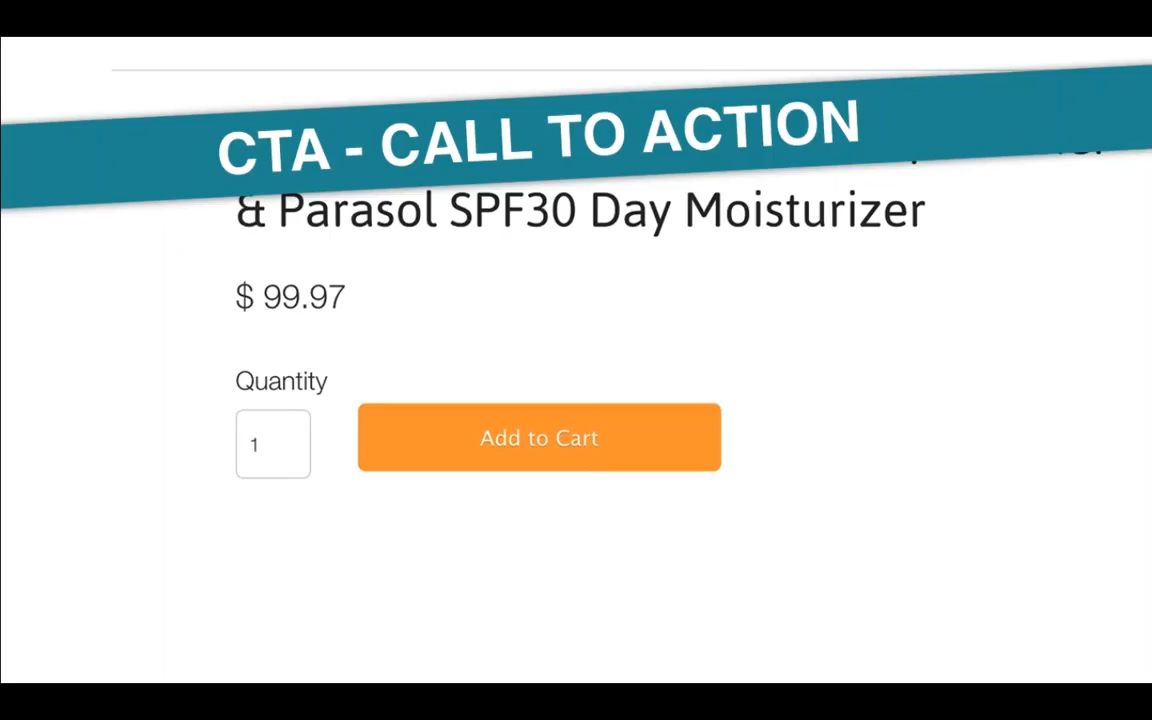 CTA - CALL TO ACTION
& Parasol SPF30 Day Moisturizer
$ 99.97
Quantity
1
Add to Cart